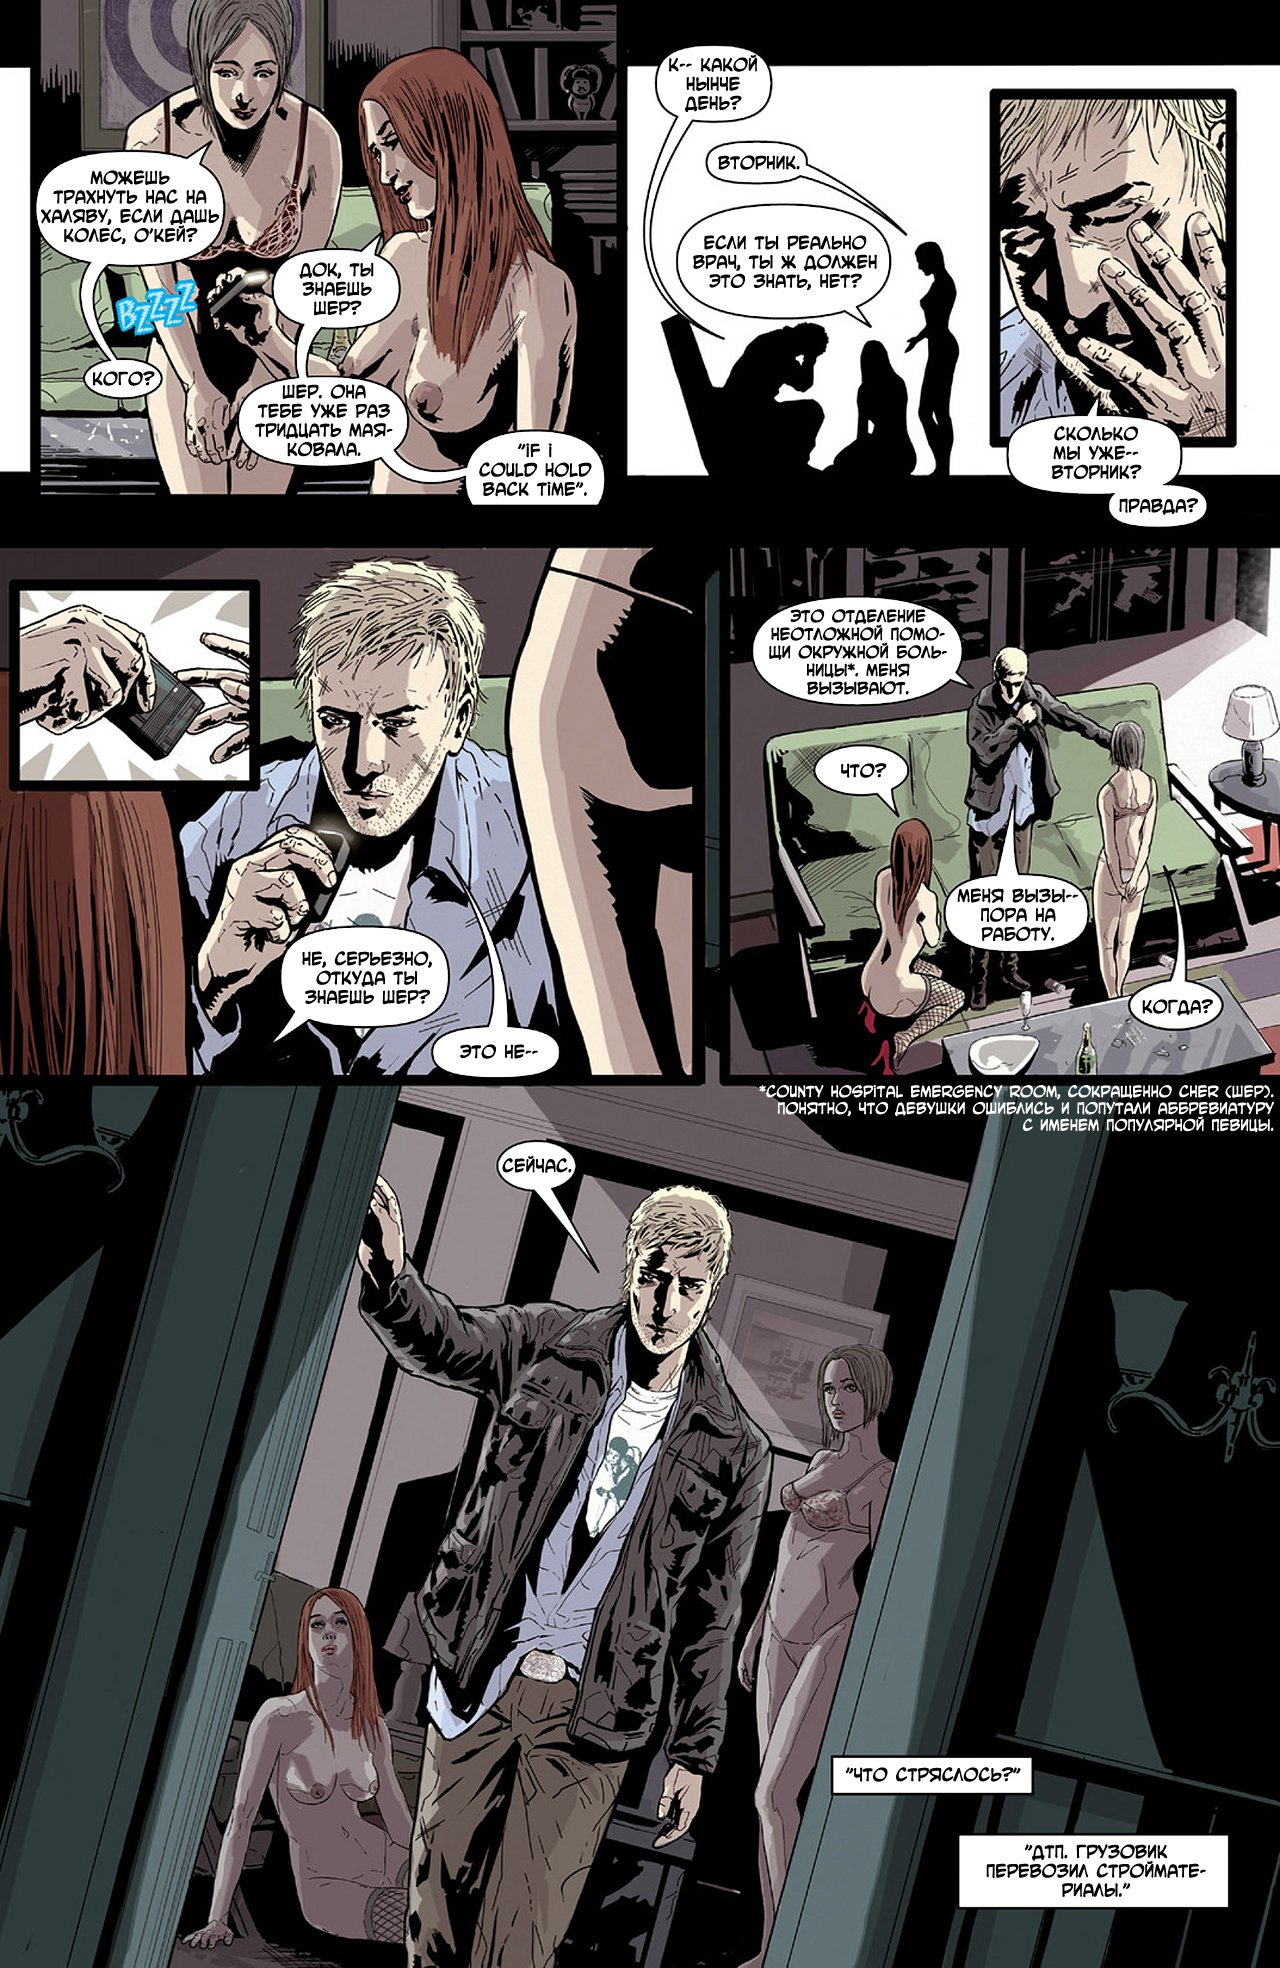 МОЖЕШЬ
ТРАХНУТЬ НАС НА
ХАЛЯВУ, ЕСЛИ ДАШЬ
КОЛЕС, О'КЕЙ?
BZZZZ
КОГО?
ДОК, ТЫ
ЗНАЕШЬ
ШЕР?
ШЕР. ОНА
ТЕБЕ УЖЕ РАЗ
ТРИДЦАТЬ МАЯ-
КОВАЛА.
"IF I
COULD HOLD
BACK TIME".
К-- КАКОЙ
НЫНЧЕ
ДЕНЬ?
ВТОРНИК.
ЕСЛИ ТЫ РЕАЛЬНО
ВРАЧ, ТЫ Ж ДОЛЖЕН
ЭТО ЗНАТЬ, НЕТ?
СКОЛЬКО
МЫ УЖЕ--
ВТОРНИК?
ПРАВДА?
НЕ, СЕРЬЕЗНО,
ОТКУДА ТЫ
ЗНАЕШЬ ШЕР?
ЭТО НЕ--
ЭТО ОТДЕЛЕНИЕ
НЕОТЛОЖНОЙ ПОМО-
ЩИ ОКРУЖНОЙ БОЛЬ-
НИЦЫ*. МЕНЯ
ВЫЗЫВАЮТ.
ЧТО?
МЕНЯ ВЫЗЫ--
ПОРА НА
РАБОТУ.
КОГДА?
*COUNTY HOSPITAL EMERGENCY ROOM, СОКРАЩЕННО CHER (ШЕР).
ПОНЯТНО, ЧТО ДЕВУШКИ ОШИБЛИСЬ И ПОПУТАЛИ АББРЕВИАТУРУ
С ИМЕНЕМ ПОПУЛЯРНОЙ ПЕВИЦЫ.
СЕЙЧАС.
"ЧТО СТРЯСЛОСЬ?"
"ДТП. ГРУЗОВИК
ПЕРЕВОЗИЛ СТРОЙМАТЕ-
РИАЛЫ."